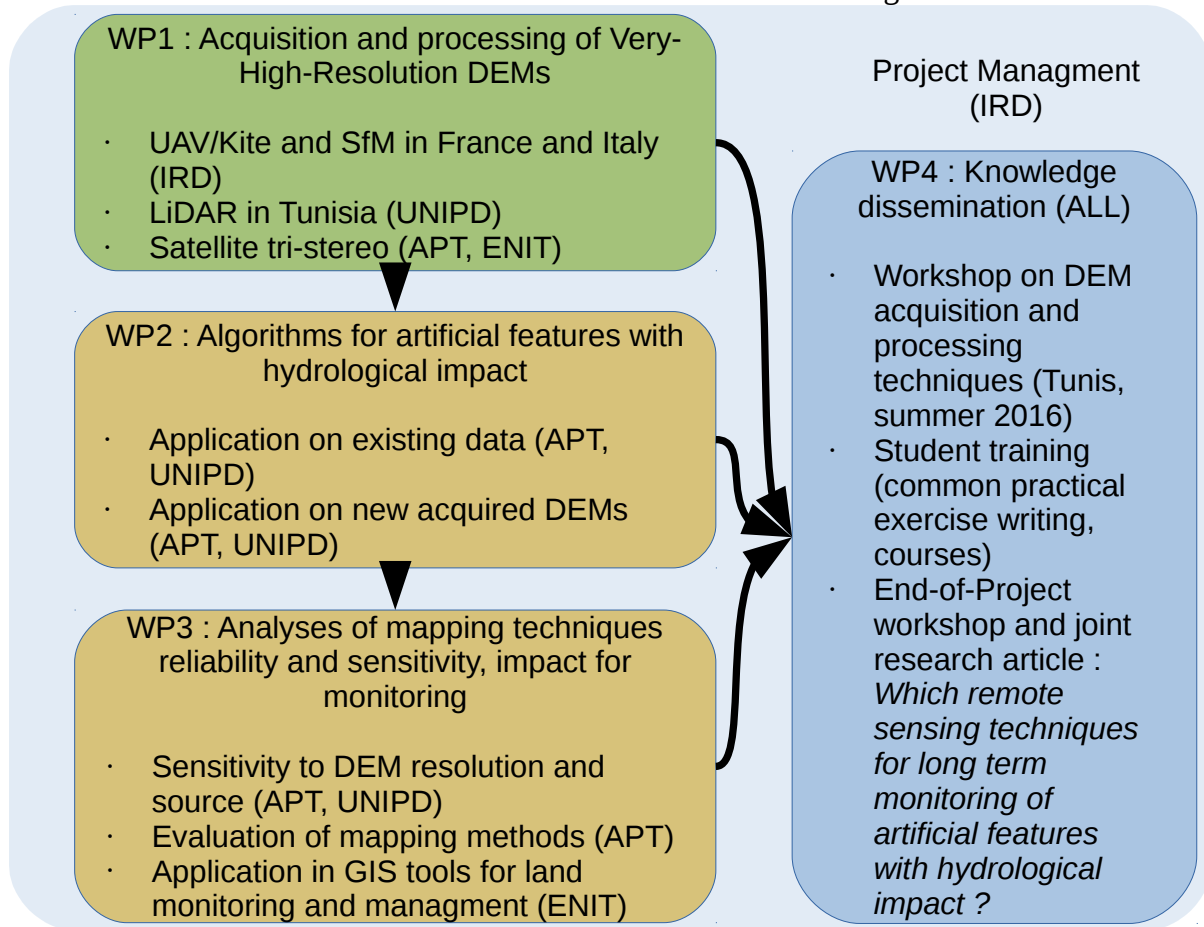 WP1 : Acquisition and processing of Very-
High-Resolution DEMs
· UAV/Kite and SfM in France and Italy
(IRD)
· LiDAR in Tunisia (UNIPD)
· Satellite tri-stereo (APT, ENIT)
WP2 : Algorithms for artificial features with
hydrological impact
· Application on existing data (APT,
UNIPD)
· Application on new acquired DEMs
(APT, UNIPD)
WP3 : Analyses of mapping techniques
reliability and sensitivity, impact for
monitoring
· Sensitivity to DEM resolution and
source (APT, UNIPD)
· Evaluation of mapping methods (APT)
· Application in GIS tools for land
monitoring and managment (ENIT)
Project Managment
(IRD)
WP4 : Knowledge
dissemination (ALL)
· Workshop on DEM
acquisition and
processing
techniques (Tunis,
summer 2016)
· Student training
(common practical
exercise writing,
courses)
· End-of-Project
workshop and joint
research article :
Which remote
sensing techniques
for long term
monitoring of
artificial features
with hydrological
impact ?